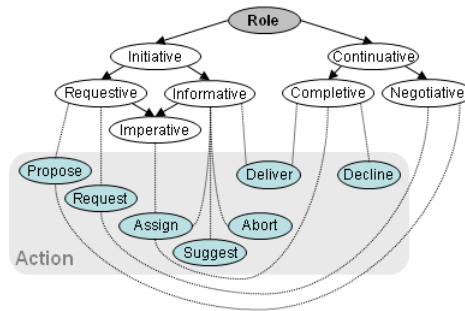 Role
Initiative
Continuative
Requestive
Informative
Completive
Negotiative
Imperative
Propose
Deliver
Decline
Request
Assign
Abort
Suggest
Action